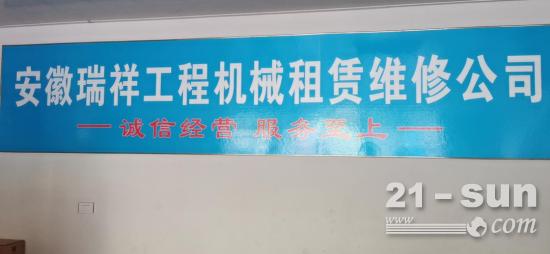 安徽瑞祥工程机械租赁维修公司
—诚信经营 服务至上—
21-sun
www.com